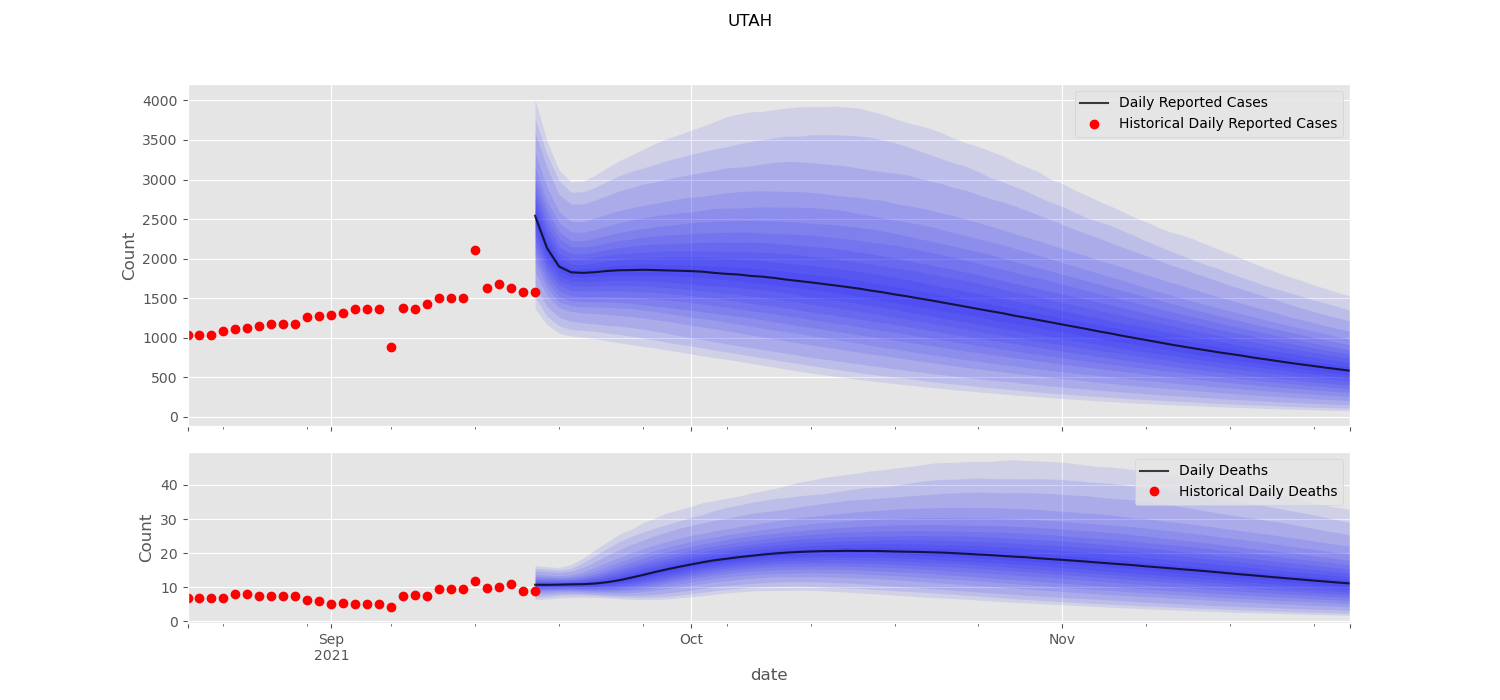 UTAH
4000
3500
3000
2500
2000
1500
1000
500
0
Count
Daily Reported Cases
Historical Daily Reported Cases
40
30
20
10
0
Count
Daily Deaths
Historical Daily Deaths
Sep
2021
Oct
Nov
date